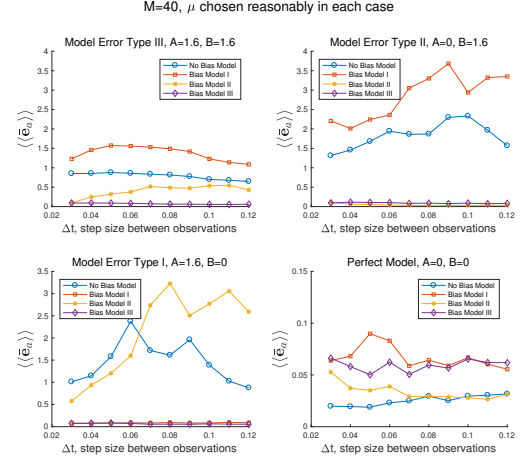 M=40, μ chosen reasonably in each case
Model Error Type III, A=1.6, B=1.6
4
3.5
3
2.5
2
1.5
1
0.5
0
⟨⟨ē_a⟩⟩
No Bias Model
Bias Model I
Bias Model II
Bias Model III
0.02 0.04 0.06 0.08 0.1 0.12
Δt, step size between observations
Model Error Type II, A=0, B=1.6
4
3.5
3
2.5
2
1.5
1
0.5
0
⟨⟨ē_a⟩⟩
No Bias Model
Bias Model I
Bias Model II
Bias Model III
0.02 0.04 0.06 0.08 0.1 0.12
Δt, step size between observations
Model Error Type I, A=1.6, B=0
3.5
3
2.5
2
1.5
1
0.5
0
⟨⟨ē_a⟩⟩
No Bias Model
Bias Model I
Bias Model II
Bias Model III
0.02 0.04 0.06 0.08 0.1 0.12
Δt, step size between observations
Perfect Model, A=0, B=0
0.15
0.1
0.05
0
⟨⟨ē_a⟩⟩
No Bias Model
Bias Model I
Bias Model II
Bias Model III
0.02 0.04 0.06 0.08 0.1 0.12
Δt, step size between observations